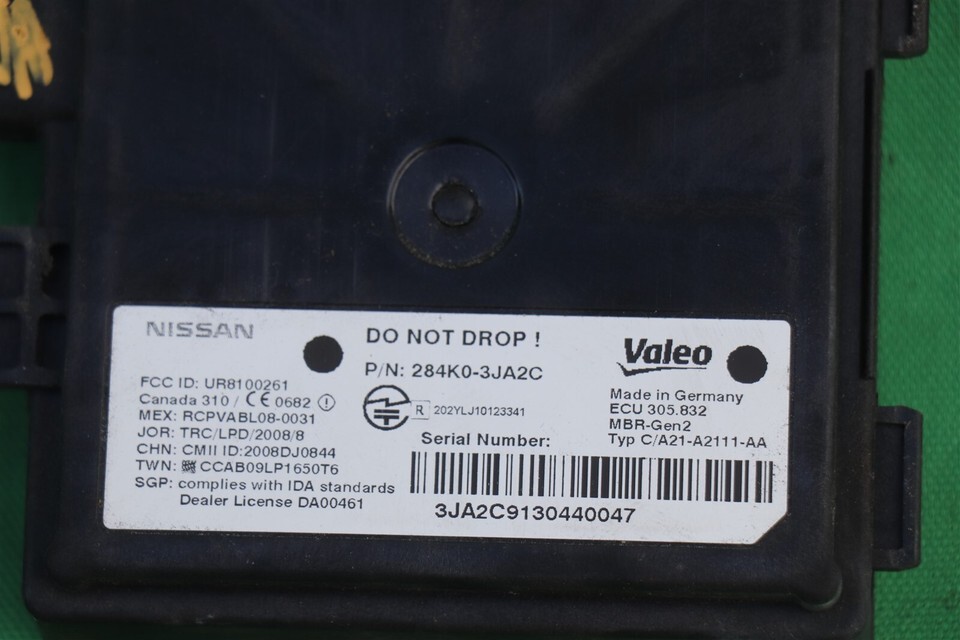 NISSAN
DO NOT DROP !
Valeo
P/N: 284K0-3JA2C
FCC ID: UR8100261
Canada 310 / CE 0682
MEX: RCPVABL08-0031
JOR: TRC/LPD/2008/8
CHN: CMII ID:2008DJ0844
TWN: CCAB09LP1650T6
SGP: complies with IDA standards
Dealer License DA00461
R 202YLJ10123341
Made in Germany
ECU 305.832
MBR-Gen2
Typ C/A21-A2111-AA
Serial Number:
3JA2C9130440047